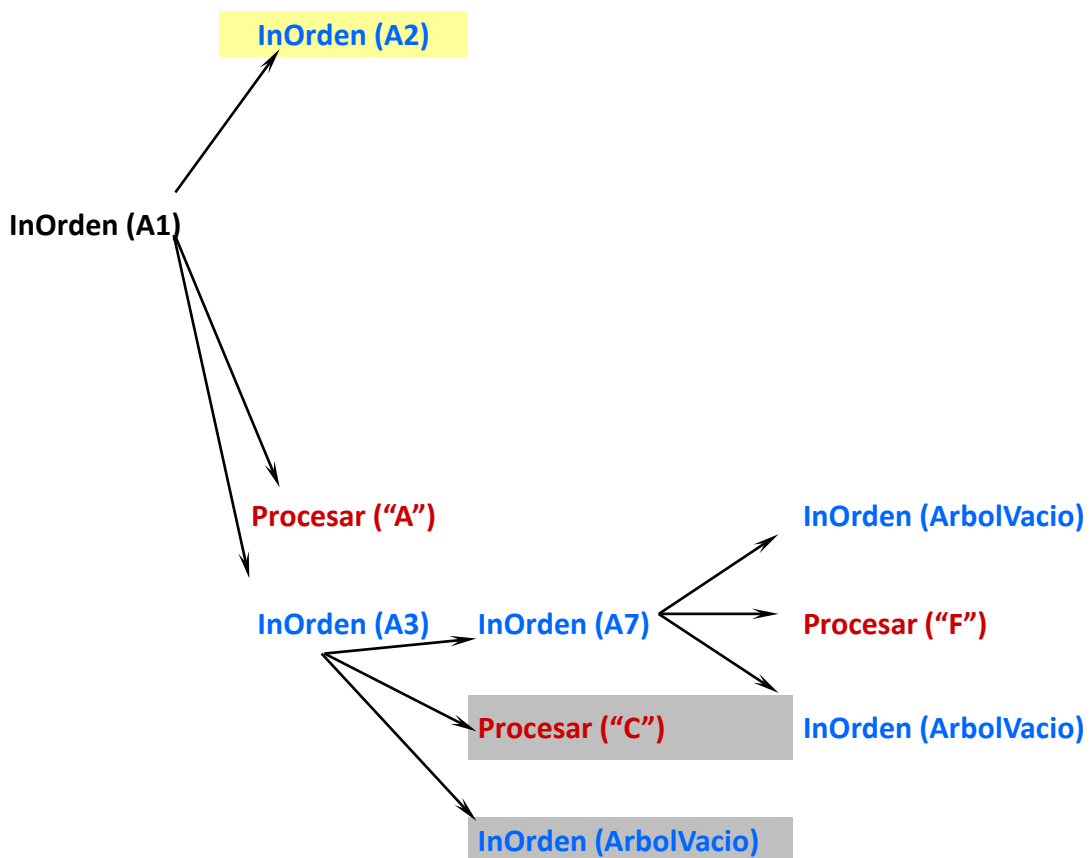 InOrden (A2)
InOrden (A1)
Procesar (“A”)
InOrden (ArbolVacio)
InOrden (A3)
InOrden (A7)
Procesar (“F”)
Procesar (“C”)
InOrden (ArbolVacio)
InOrden (ArbolVacio)